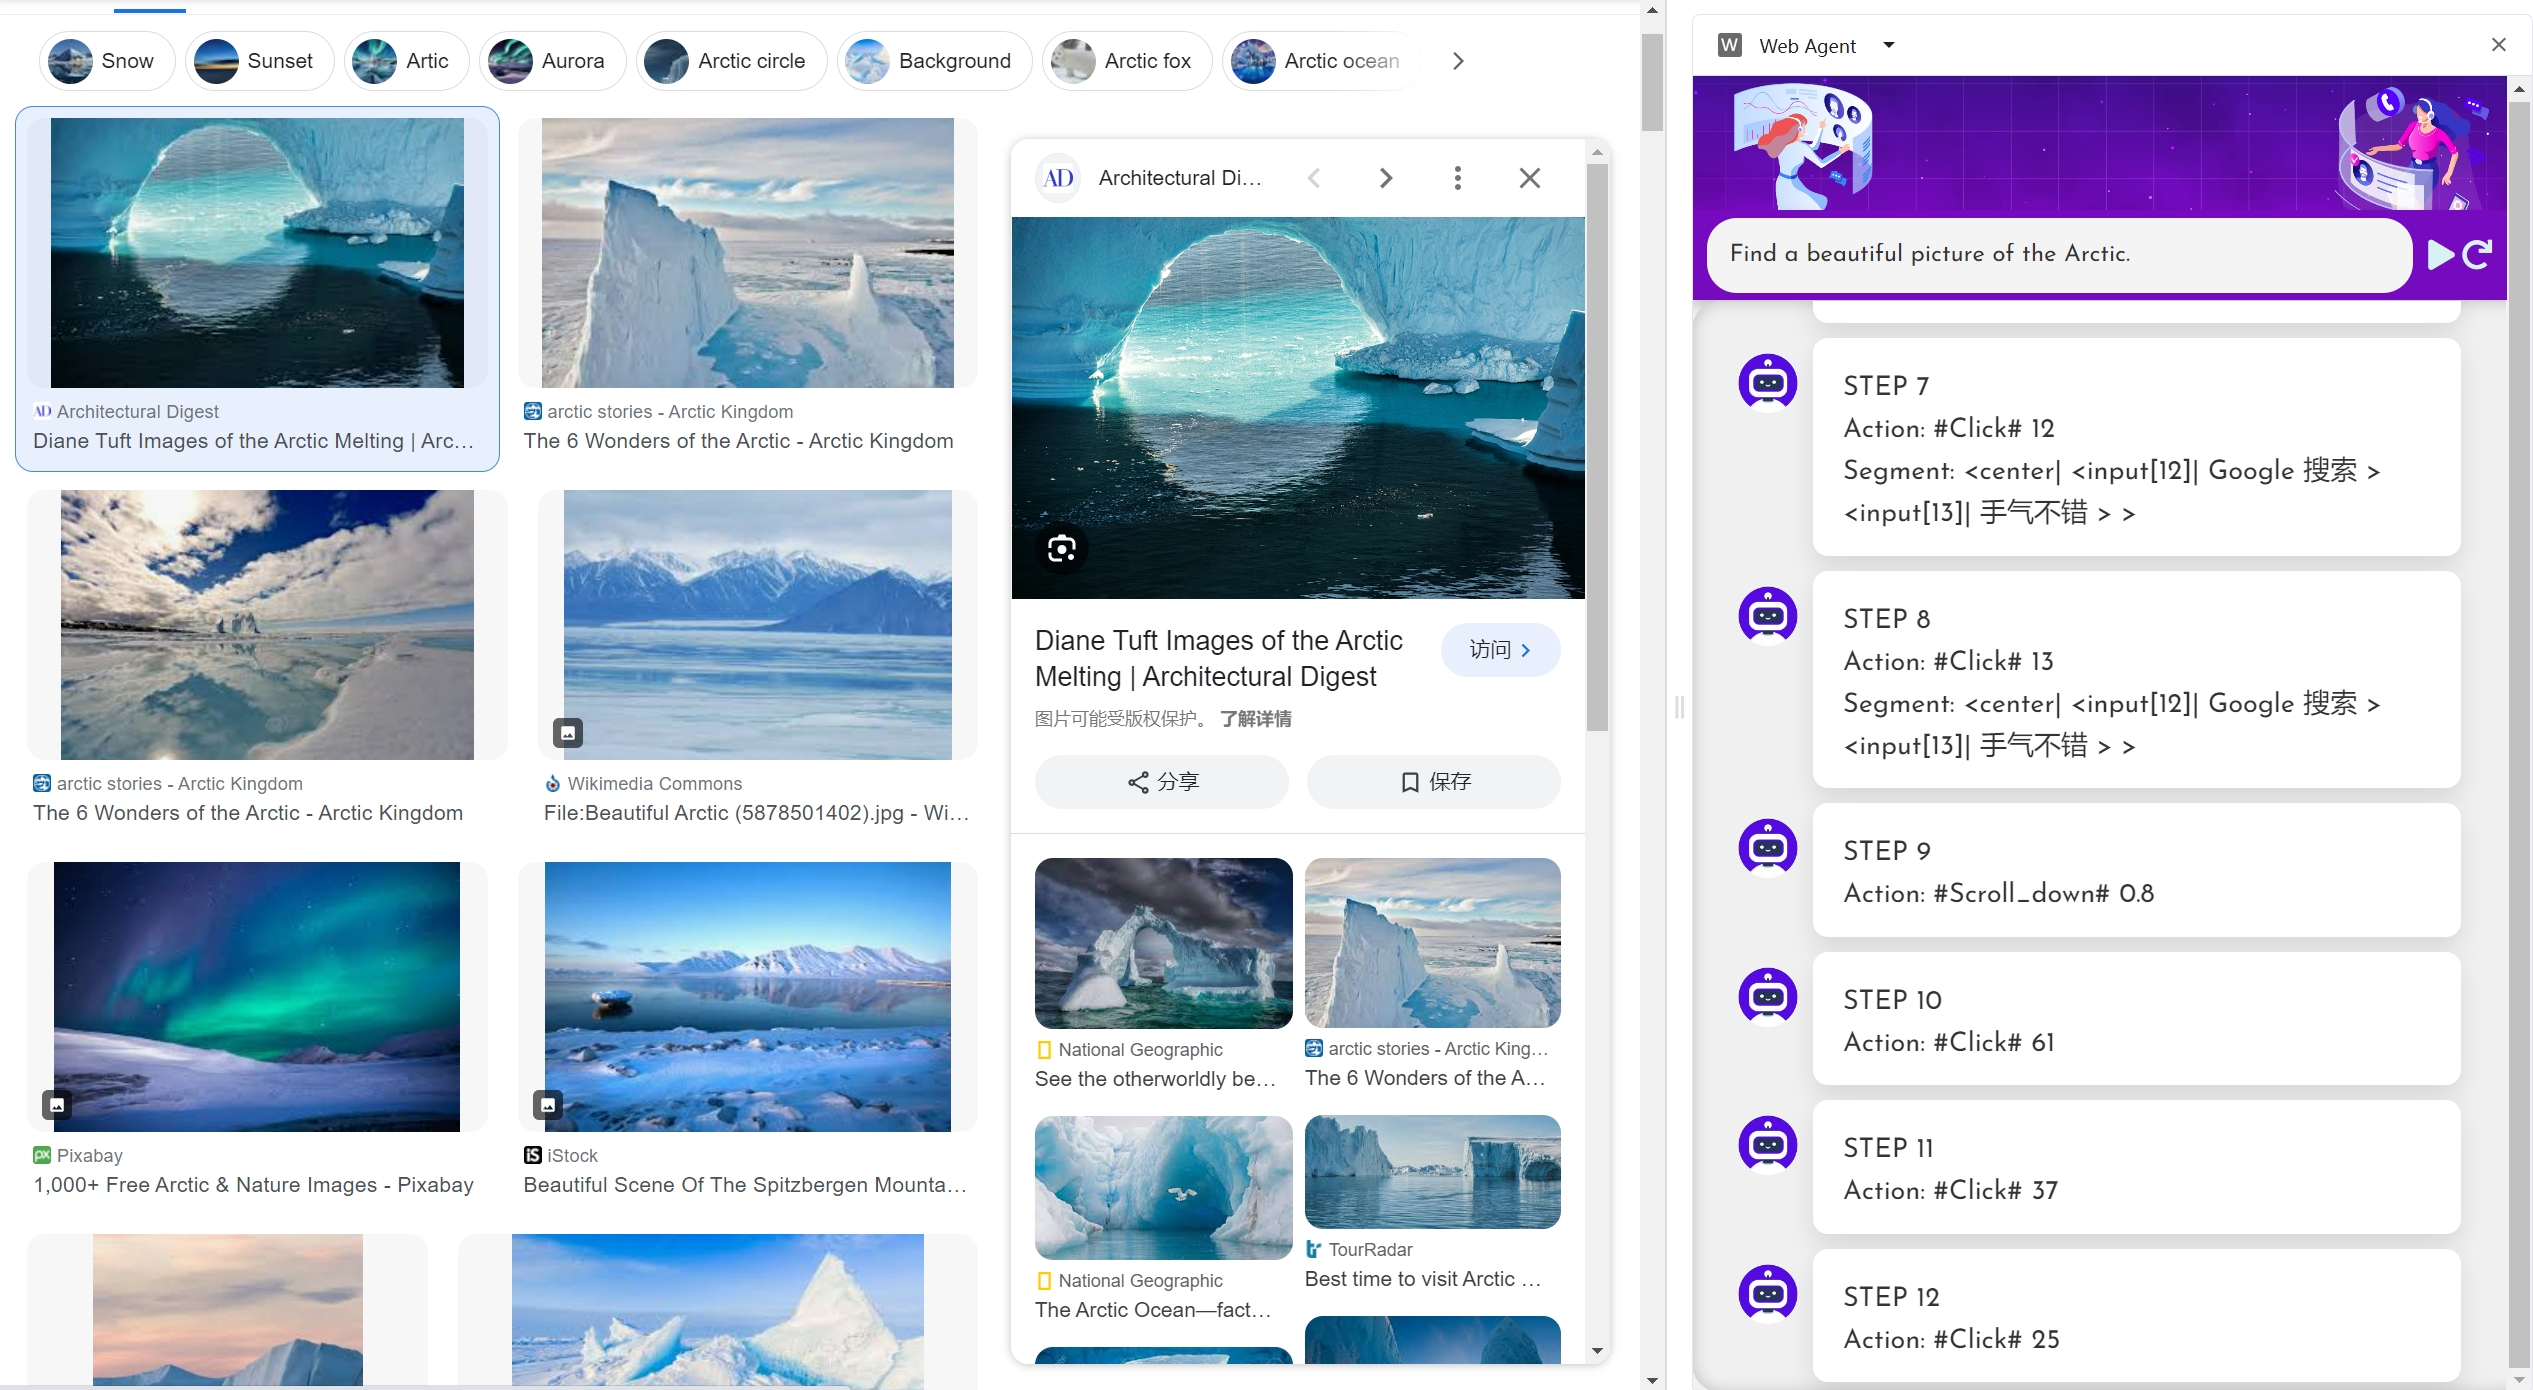 Snow
Sunset
Artic
Aurora
Arctic circle
Background
Arctic fox
Arctic ocean
AD Architectural Digest
Diane Tuft Images of the Arctic Melting | Arc...
arctic stories - Arctic Kingdom
The 6 Wonders of the Arctic - Arctic Kingdom
arctic stories - Arctic Kingdom
The 6 Wonders of the Arctic - Arctic Kingdom
Wikimedia Commons
File:Beautiful Arctic (5878501402).jpg - Wi...
px Pixabay
1,000+ Free Arctic & Nature Images - Pixabay
iS iStock
Beautiful Scene Of The Spitzbergen Mounta...
AD Architectural Di...
Diane Tuft Images of the Arctic
Melting | Architectural Digest
访问
图片可能受版权保护。 了解详情
分享
保存
National Geographic
See the otherworldly be...
arctic stories - Arctic King...
The 6 Wonders of the A...
National Geographic
The Arctic Ocean—fact...
tr TourRadar
Best time to visit Arctic ...
W Web Agent
Find a beautiful picture of the Arctic.
STEP 7
Action: #Click# 12
Segment: <center| <input[12]| Google 搜索 >
<input[13]| 手气不错 > >
STEP 8
Action: #Click# 13
Segment: <center| <input[12]| Google 搜索 >
<input[13]| 手气不错 > >
STEP 9
Action: #Scroll_down# 0.8
STEP 10
Action: #Click# 61
STEP 11
Action: #Click# 37
STEP 12
Action: #Click# 25